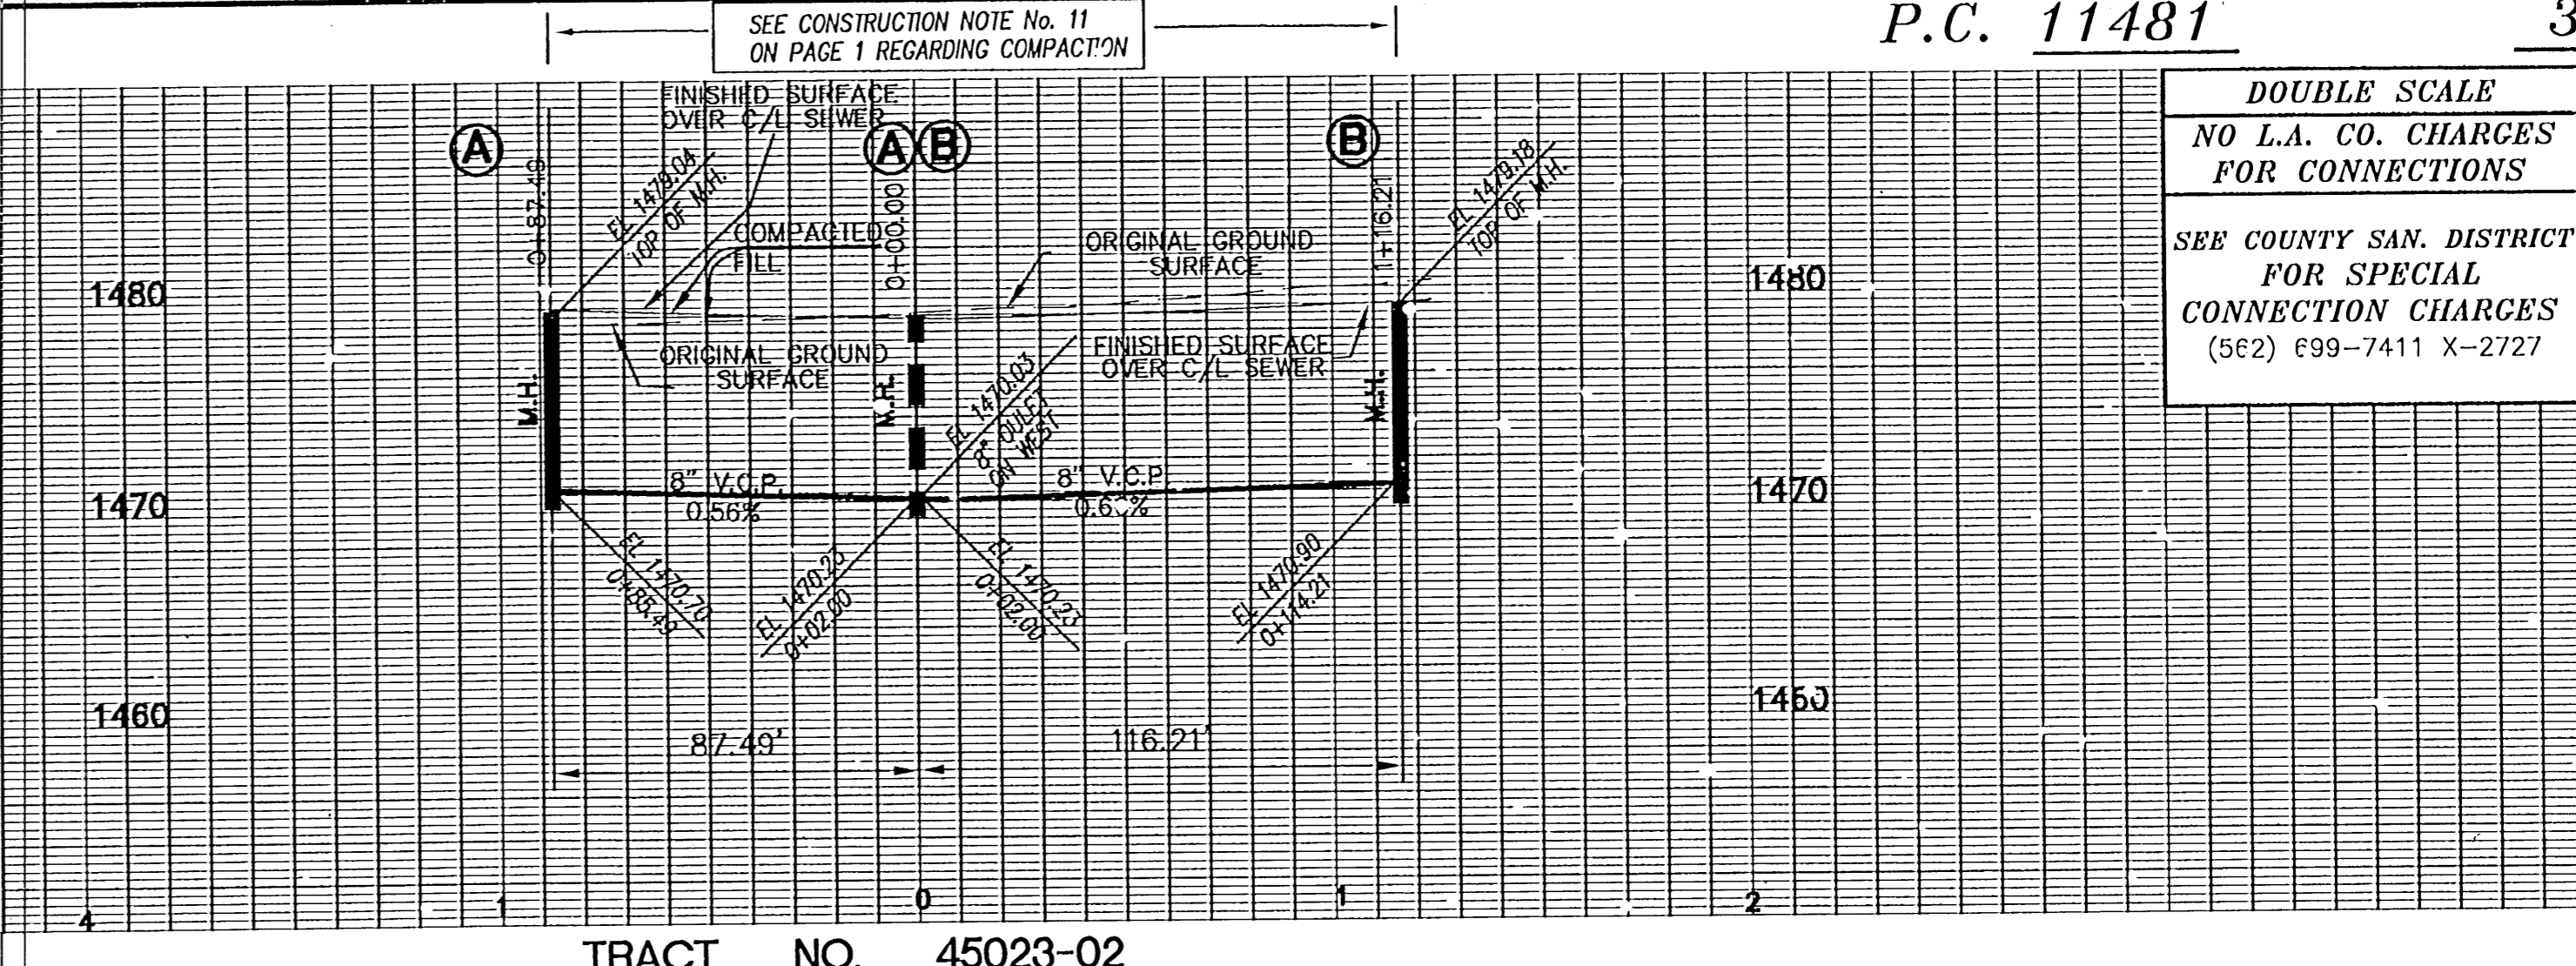 SEE CONSTRUCTION NOTE No. 11
ON PAGE 1 REGARDING COMPACTION
P.C. 11481
3
DOUBLE SCALE
NO L.A. CO. CHARGES
FOR CONNECTIONS
SEE COUNTY SAN. DISTRICT
FOR SPECIAL
CONNECTION CHARGES
(562) 699-7411 X-2727
FINISHED SURFACE
OVER C/L SEWER
A
A
B
B
0+87.49
EL 1479.04
TOP OF M.H.
COMPACTED
FILL
0+00.00
ORIGINAL GROUND
SURFACE
1+16.21
EL 1479.18
TOP OF M.H.
1480
1480
ORIGINAL GROUND
SURFACE
FINISHED SURFACE
OVER C/L SEWER
M.H.
M.H.
M.H.
EL 1470.03
8" OULET
ON WEST
1470
8" V.C.P.
0.56%
8" V.C.P.
1470
EL 1470.70
0+85.49
EL 1470.23
0+02.00
EL 1470.23
0+02.00
EL 1470.90
0+114.21
1460
1460
87.49'
116.21'
4
1
0
1
2
TRACT NO. 45023-02